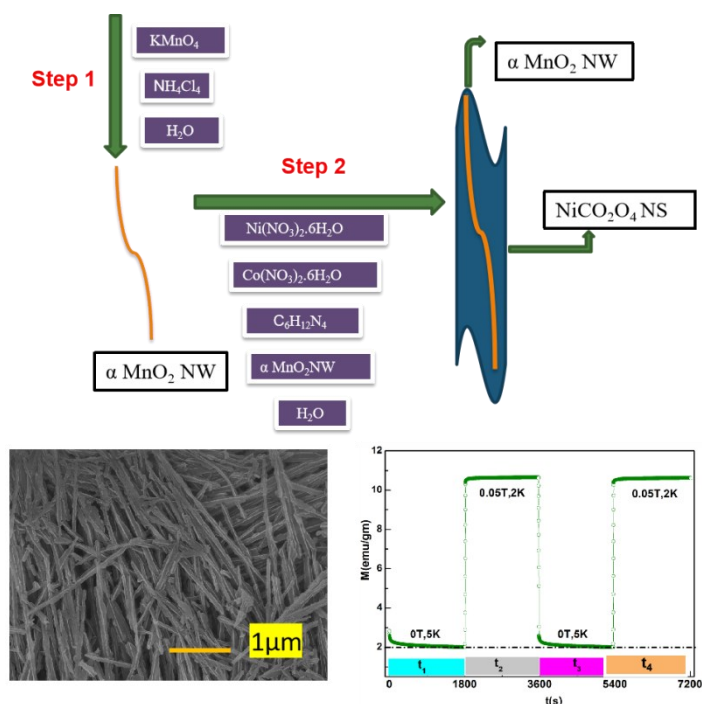 KMnO₄
Step 1
NH₄Cl₄
H₂O
α MnO₂ NW
Step 2
Ni(NO₃)₂.6H₂O
Co(NO₃)₂.6H₂O
C₆H₁₂N₄
α MnO₂NW
H₂O
α MnO₂ NW
NiCO₂O₄ NS
1μm
M(emu/gm)
12
10
8
6
4
2
0
0.05T,2K
0.05T,2K
0T,5K
0T,5K
t₁
t₂
t₃
t₄
0
1800
3600
5400
7200
t(s)